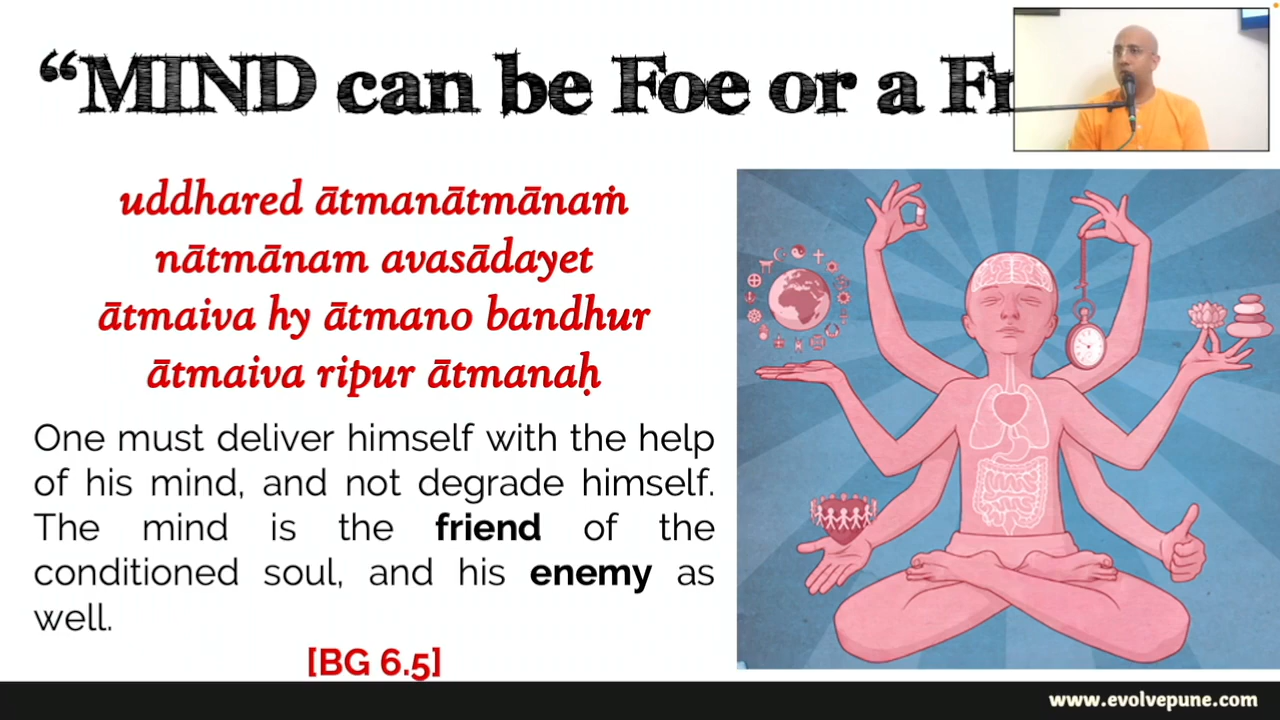 “MIND can be Foe or a
uddhared ātmanātmānaṁ
nātmānam avasādayet
ātmaiva hy ātmano bandhur
ātmaiva ripur ātmanaḥ
One must deliver himself with the help
of his mind, and not degrade himself.
The mind is the friend of the
conditioned soul, and his enemy as
well.
[BG 6.5]
www.evolvepune.com